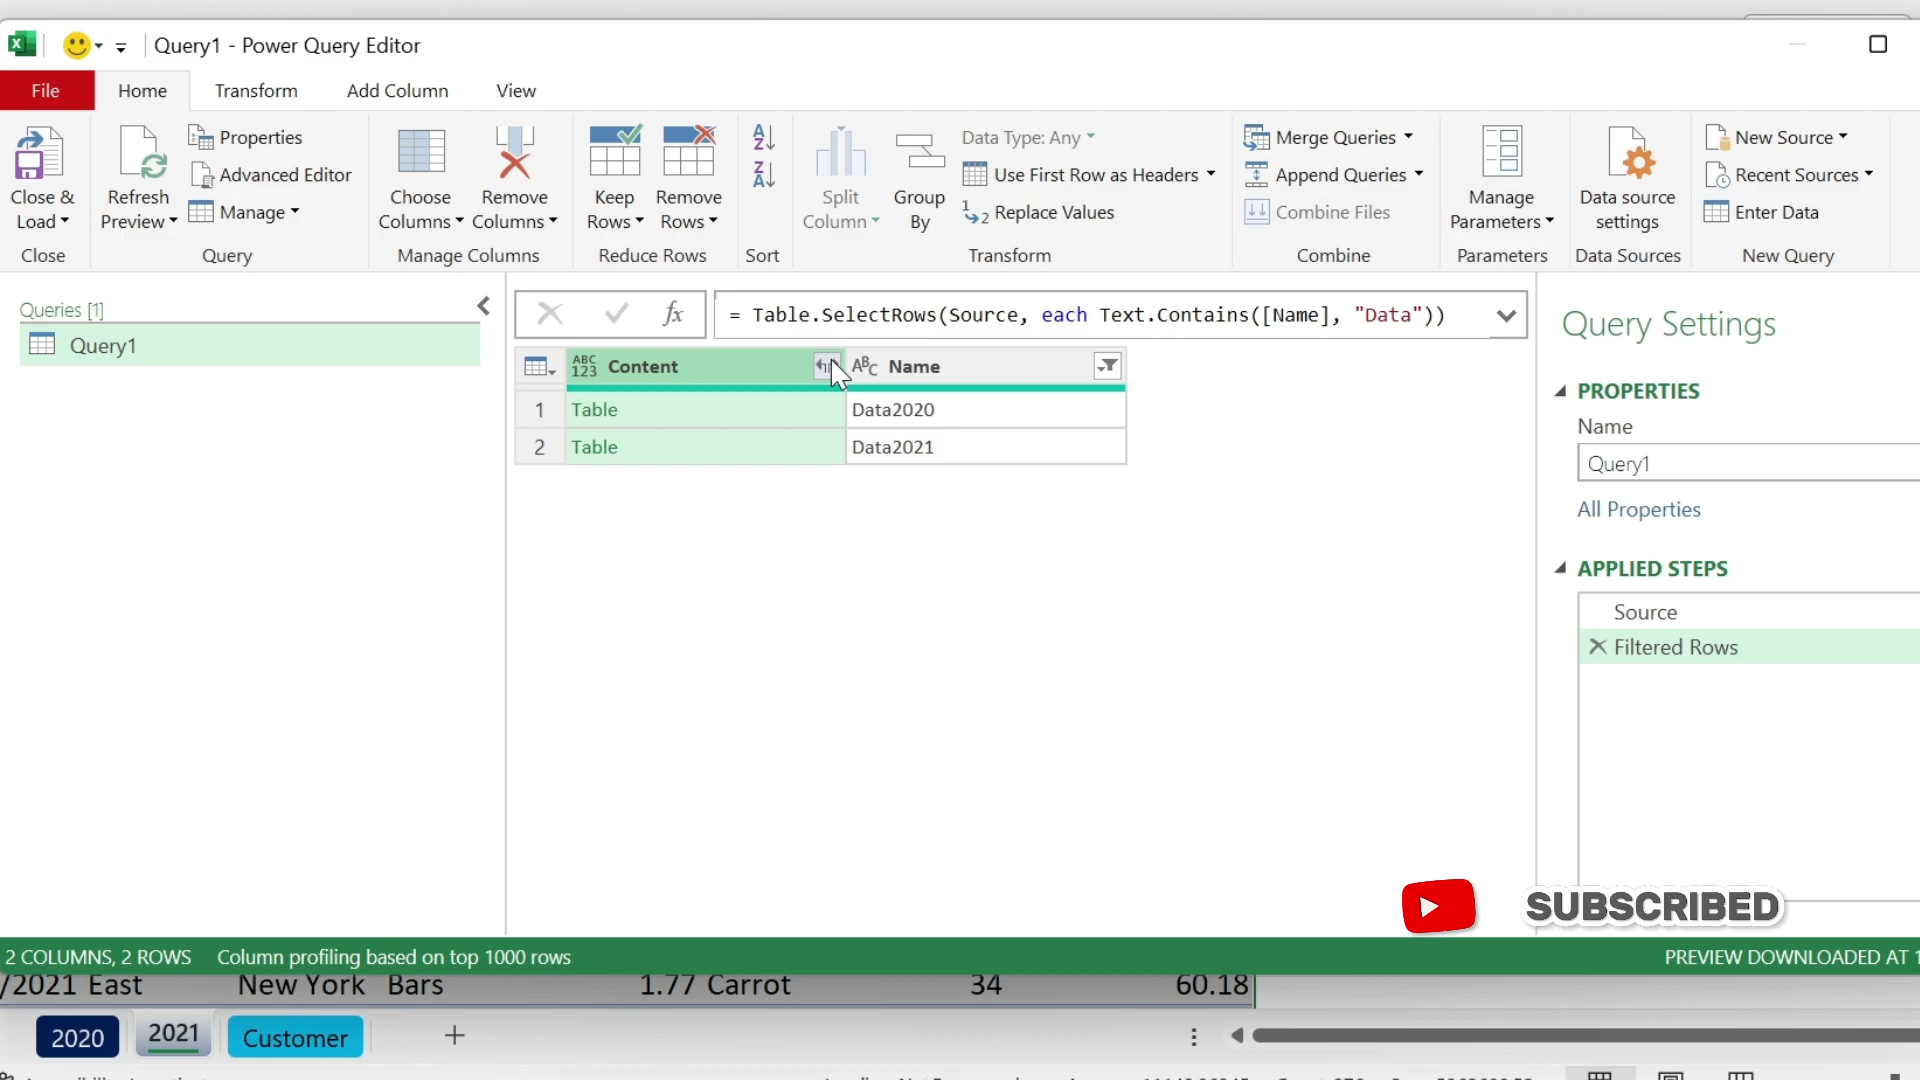 Query1 - Power Query Editor
File Home Transform Add Column View
Close & Load
Close
Refresh Preview
Properties
Advanced Editor
Manage
Query
Choose Columns
Remove Columns
Manage Columns
Keep Rows
Remove Rows
Reduce Rows
Sort
Split Column
Group By
Data Type: Any
Use First Row as Headers
Replace Values
Transform
Merge Queries
Append Queries
Combine Files
Combine
Manage Parameters
Parameters
Data source settings
Data Sources
New Source
Recent Sources
Enter Data
New Query
Queries [1]
Query1
fx = Table.SelectRows(Source, each Text.Contains([Name], "Data"))
ABC 123 Content ABC Name
1 Table Data2020
2 Table Data2021
Query Settings
PROPERTIES
Name
Query1
All Properties
APPLIED STEPS
Source
Filtered Rows
SUBSCRIBED
2 COLUMNS, 2 ROWS Column profiling based on top 1000 rows PREVIEW DOWNLOADED AT 1
/2021 East New York Bars 1.77 Carrot 34 60.18
2020 2021 Customer +